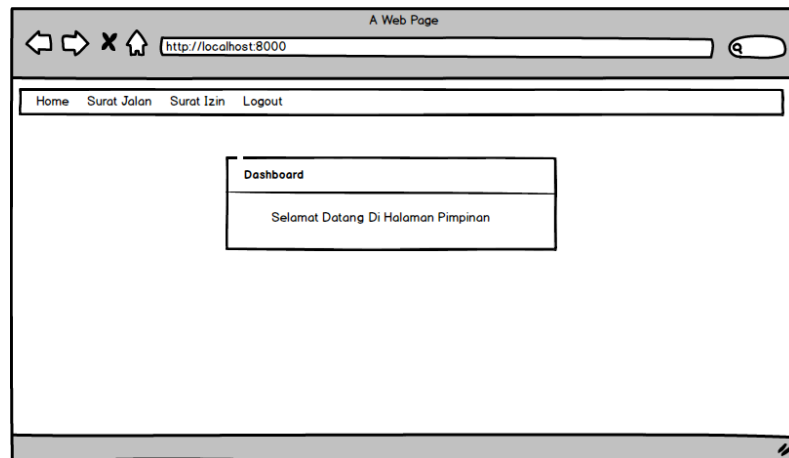 A Web Page
http://localhost:8000
Home Surat Jalan Surat Izin Logout
Dashboard
Selamat Datang Di Halaman Pimpinan